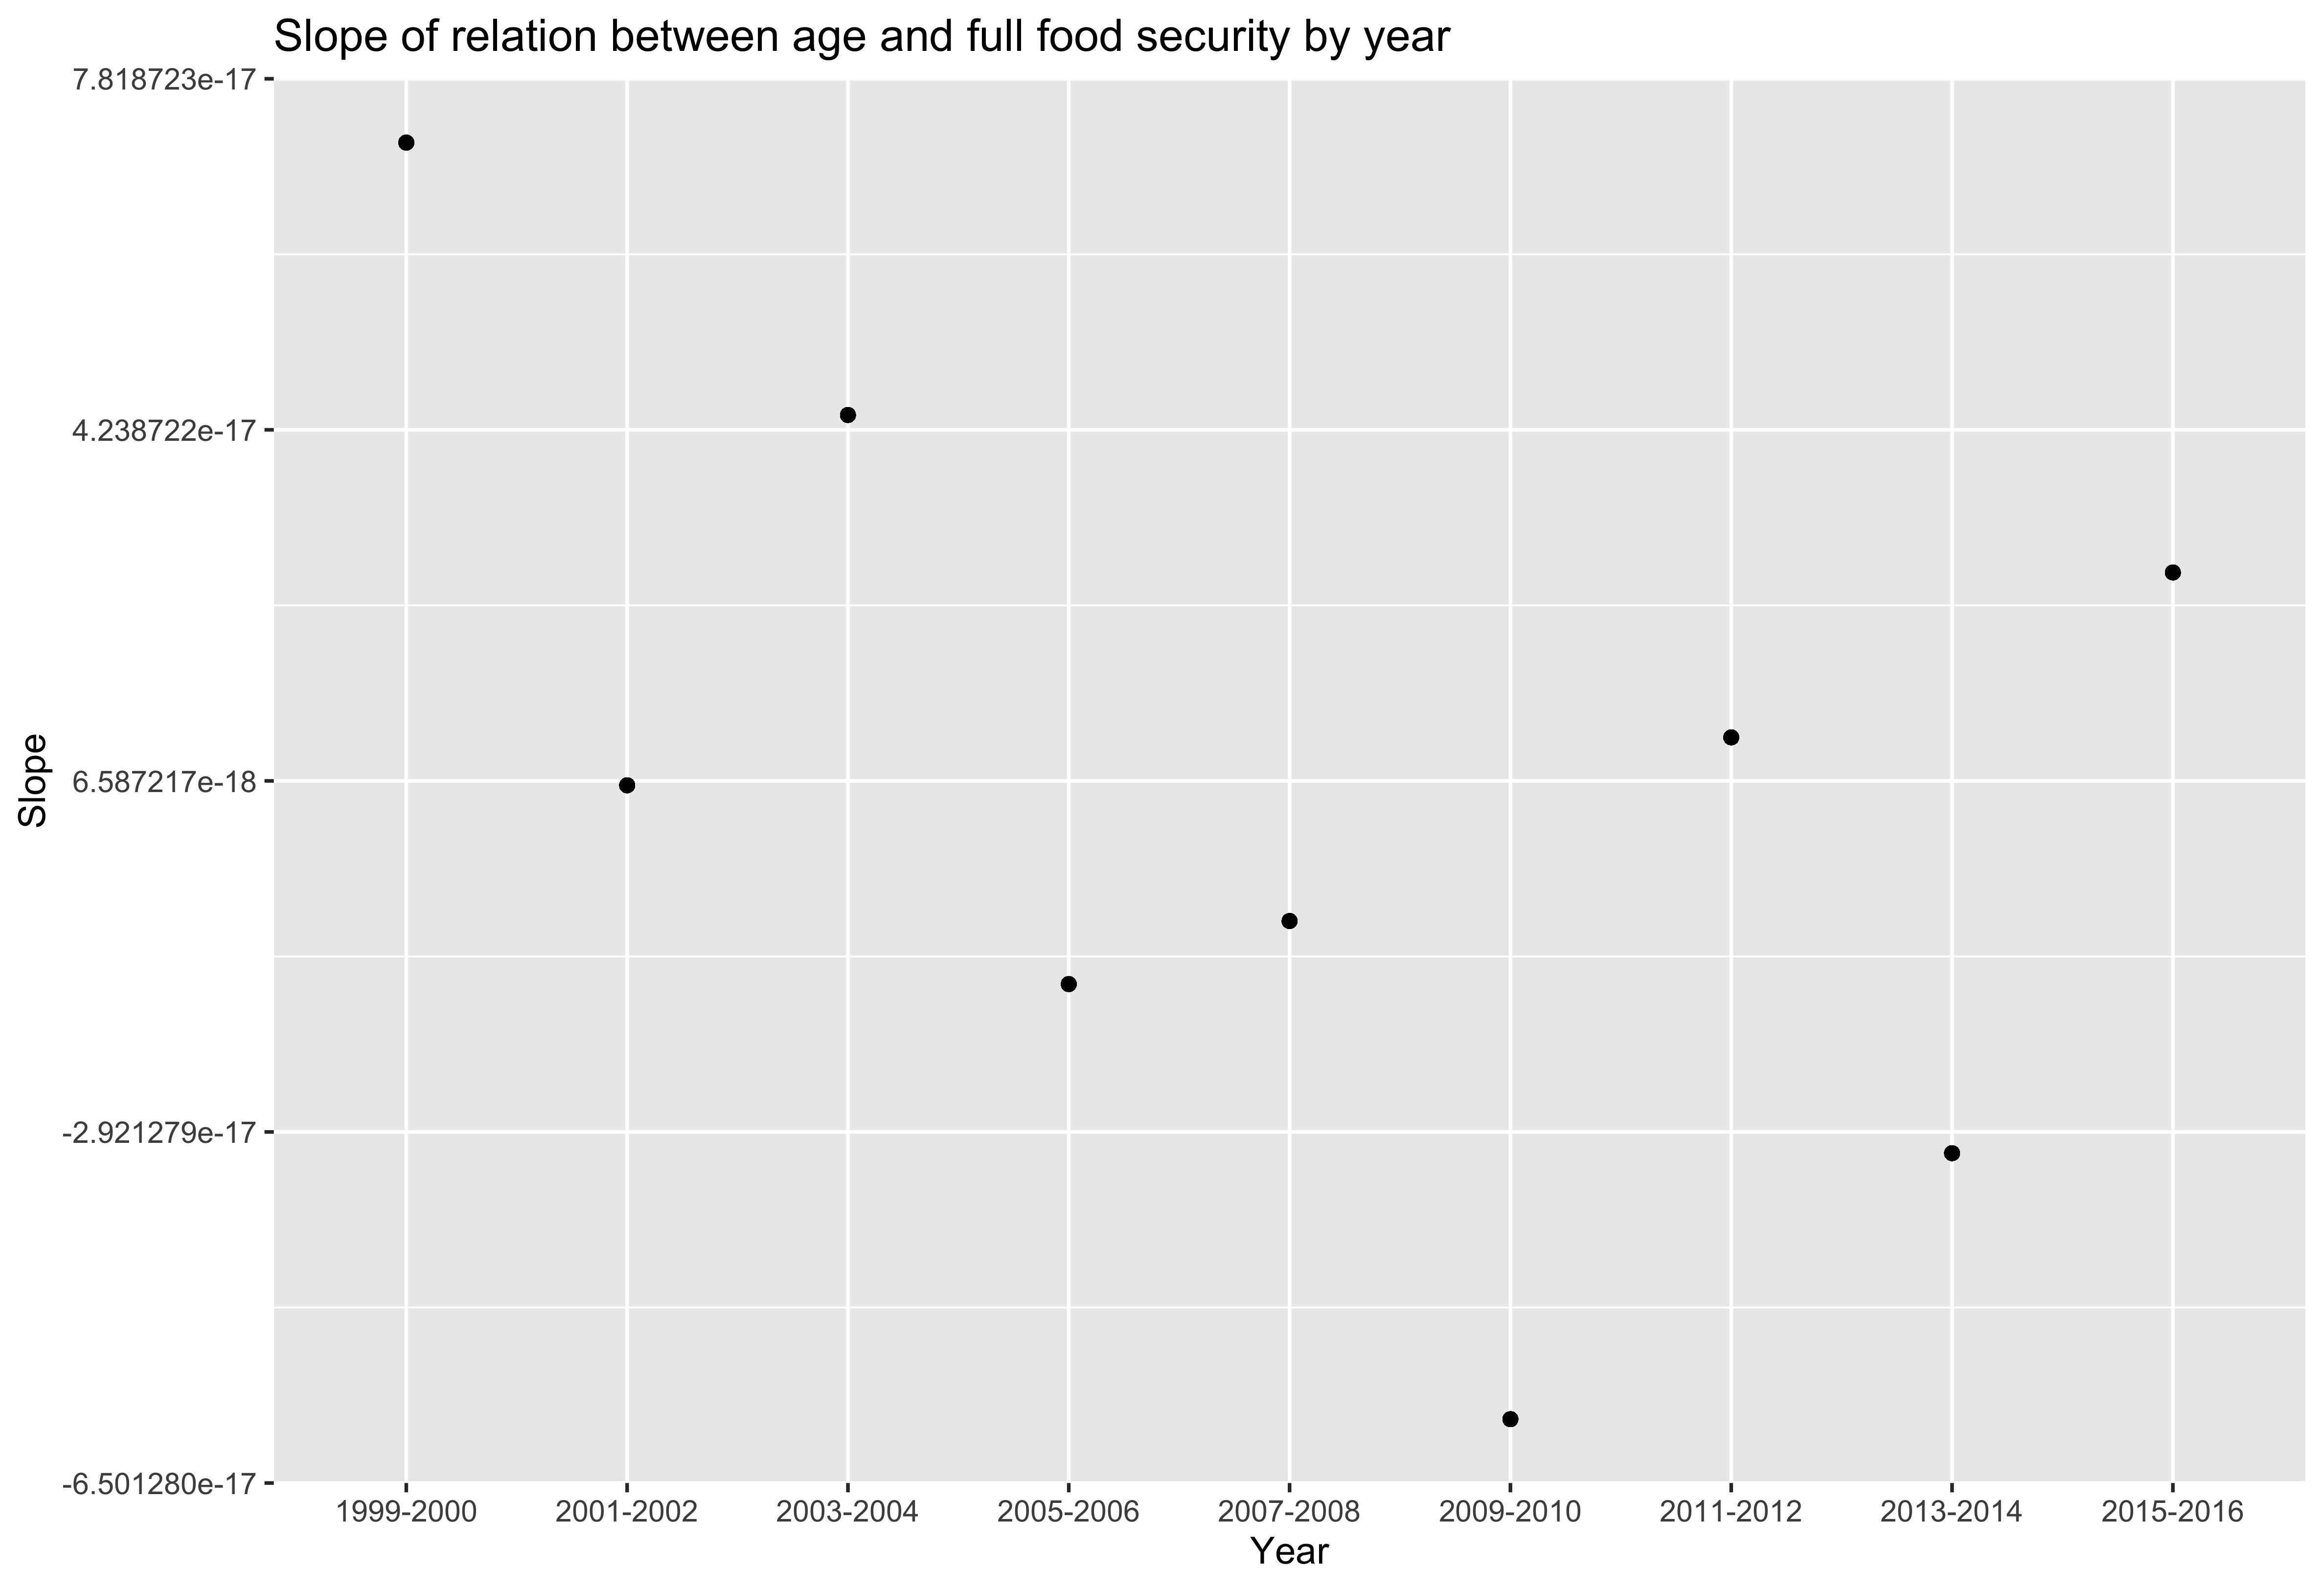 Slope of relation between age and full food security by year
7.818723e-17
4.238722e-17
6.587217e-18
-2.921279e-17
-6.501280e-17
Slope
1999-2000 2001-2002 2003-2004 2005-2006 2007-2008 2009-2010 2011-2012 2013-2014 2015-2016
Year